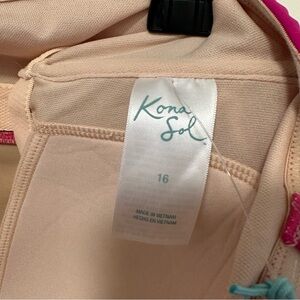 Kona
Sol
16
MADE IN VIETNAM
HECHO EN VIETNAM